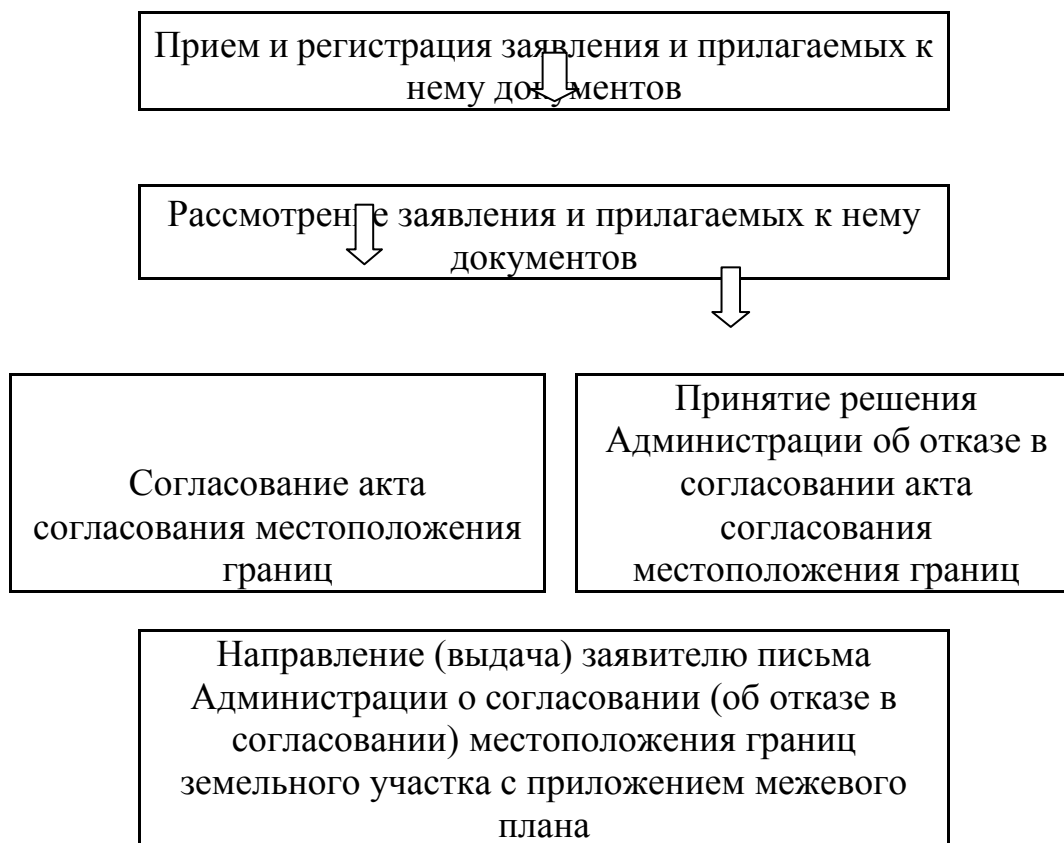 Прием и регистрация заявления и прилагаемых к
нему документов
Рассмотрение заявления и прилагаемых к нему
документов
Согласование акта
согласования местоположения
границ
Принятие решения
Администрации об отказе в
согласовании акта
согласования
местоположения границ
Направление (выдача) заявителю письма
Администрации о согласовании (об отказе в
согласовании) местоположения границ
земельного участка с приложением межевого
плана